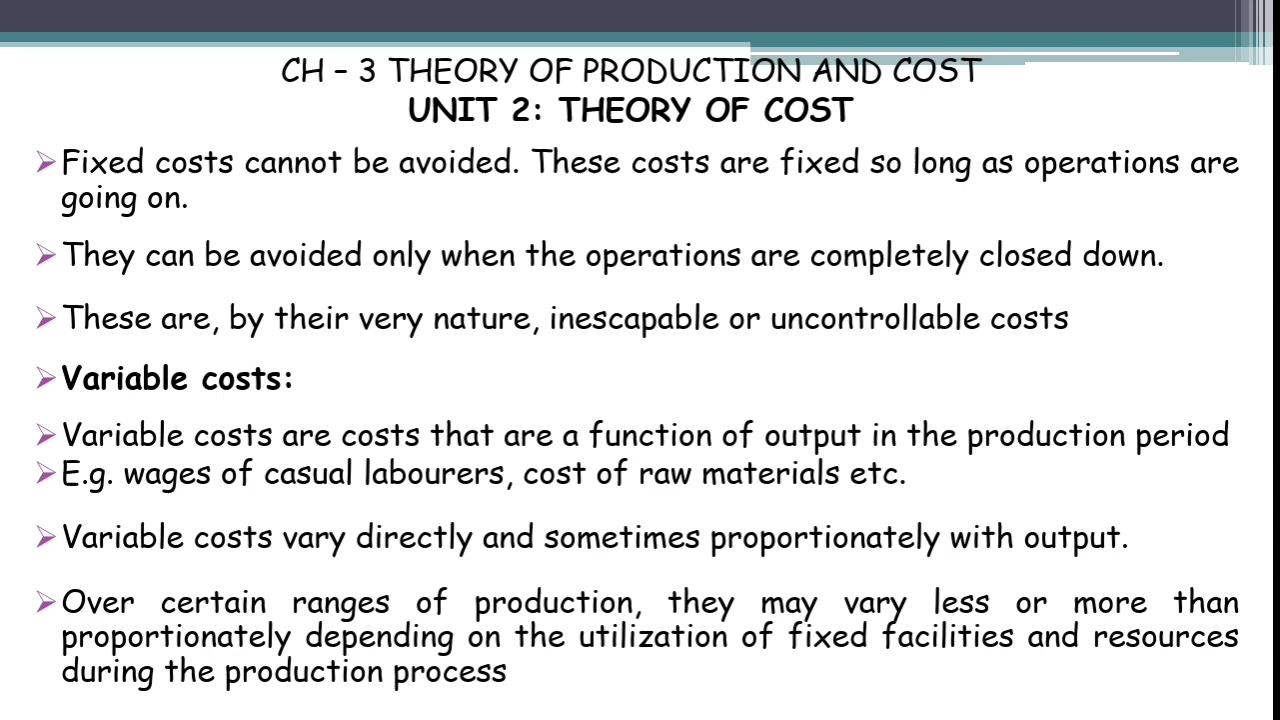 CH – 3 THEORY OF PRODUCTION AND COST
UNIT 2: THEORY OF COST
➢Fixed costs cannot be avoided. These costs are fixed so long as operations are
going on.
➢They can be avoided only when the operations are completely closed down.
➢These are, by their very nature, inescapable or uncontrollable costs
➢Variable costs:
➢Variable costs are costs that are a function of output in the production period
➢E.g. wages of casual labourers, cost of raw materials etc.
➢Variable costs vary directly and sometimes proportionately with output.
➢Over certain ranges of production, they may vary less or more than
proportionately depending on the utilization of fixed facilities and resources
during the production process